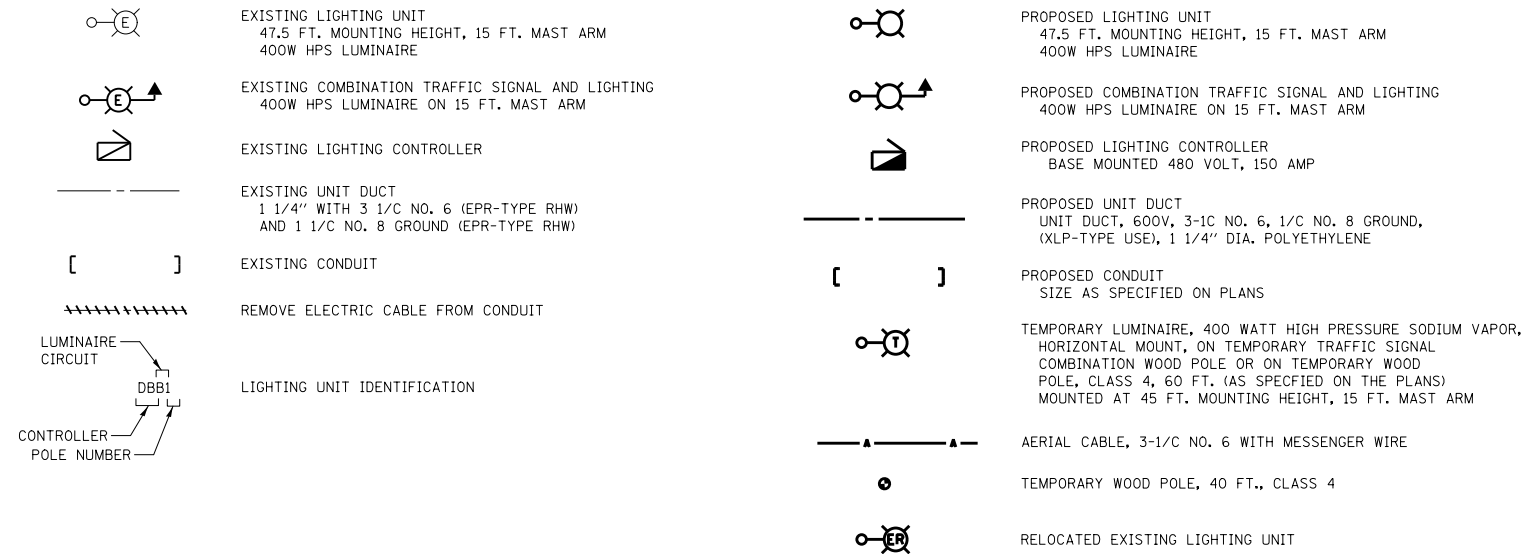 E
EXISTING LIGHTING UNIT
47.5 FT. MOUNTING HEIGHT, 15 FT. MAST ARM
400W HPS LUMINAIRE
E
EXISTING COMBINATION TRAFFIC SIGNAL AND LIGHTING
400W HPS LUMINAIRE ON 15 FT. MAST ARM
EXISTING LIGHTING CONTROLLER
EXISTING UNIT DUCT
1 1/4" WITH 3 1/C NO. 6 (EPR-TYPE RHW)
AND 1 1/C NO. 8 GROUND (EPR-TYPE RHW)
EXISTING CONDUIT
REMOVE ELECTRIC CABLE FROM CONDUIT
LUMINAIRE
CIRCUIT
DBB1
LIGHTING UNIT IDENTIFICATION
CONTROLLER
POLE NUMBER
PROPOSED LIGHTING UNIT
47.5 FT. MOUNTING HEIGHT, 15 FT. MAST ARM
400W HPS LUMINAIRE
PROPOSED COMBINATION TRAFFIC SIGNAL AND LIGHTING
400W HPS LUMINAIRE ON 15 FT. MAST ARM
PROPOSED LIGHTING CONTROLLER
BASE MOUNTED 480 VOLT, 150 AMP
PROPOSED UNIT DUCT
UNIT DUCT, 600V, 3-1C NO. 6, 1/C NO. 8 GROUND,
(XLP-TYPE USE), 1 1/4" DIA. POLYETHYLENE
PROPOSED CONDUIT
SIZE AS SPECIFIED ON PLANS
T
TEMPORARY LUMINAIRE, 400 WATT HIGH PRESSURE SODIUM VAPOR,
HORIZONTAL MOUNT, ON TEMPORARY TRAFFIC SIGNAL
COMBINATION WOOD POLE OR ON TEMPORARY WOOD
POLE, CLASS 4, 60 FT. (AS SPECFIED ON THE PLANS)
MOUNTED AT 45 FT. MOUNTING HEIGHT, 15 FT. MAST ARM
A A
AERIAL CABLE, 3-1/C NO. 6 WITH MESSENGER WIRE
TEMPORARY WOOD POLE, 40 FT., CLASS 4
ER
RELOCATED EXISTING LIGHTING UNIT